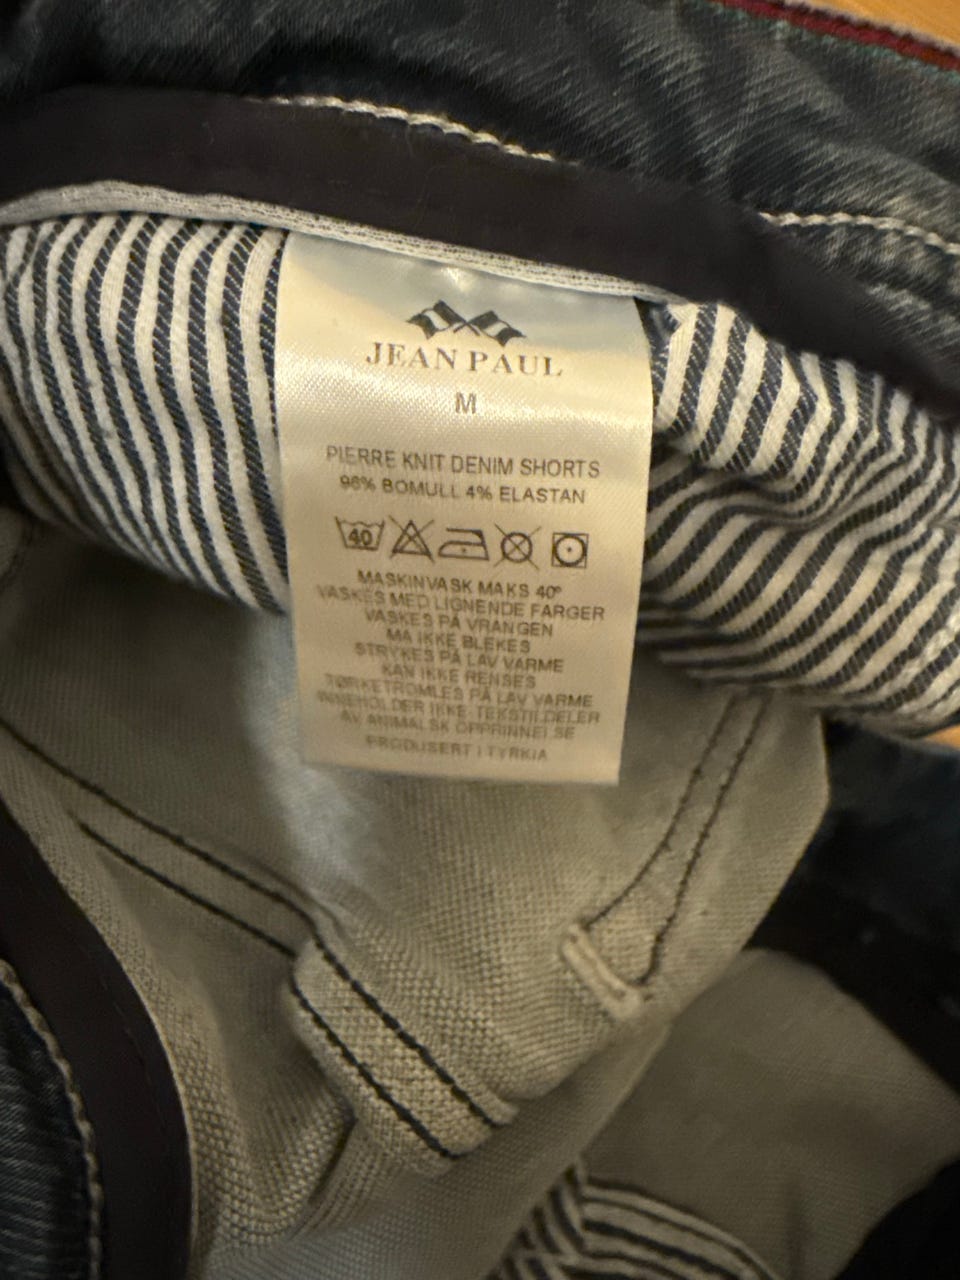 JEAN PAUL
M
PIERRE KNIT DENIM SHORTS
96% BOMULL 4% ELASTAN
40
MASKINVASK MAKS 40°
VASKES MED LIGNENDE FARGER
VASKES PÅ VRANGEN
MA IKKE BLEKES
STRYKES PÅ LAV VARME
KAN IKKE RENSES
TØRKETROMLES PÅ LAV VARME
INNEHOLDER IKKE TEKSTILDELER
AV ANIMALSK OPPRINNELSE
PRODUSERT I TYRKIA